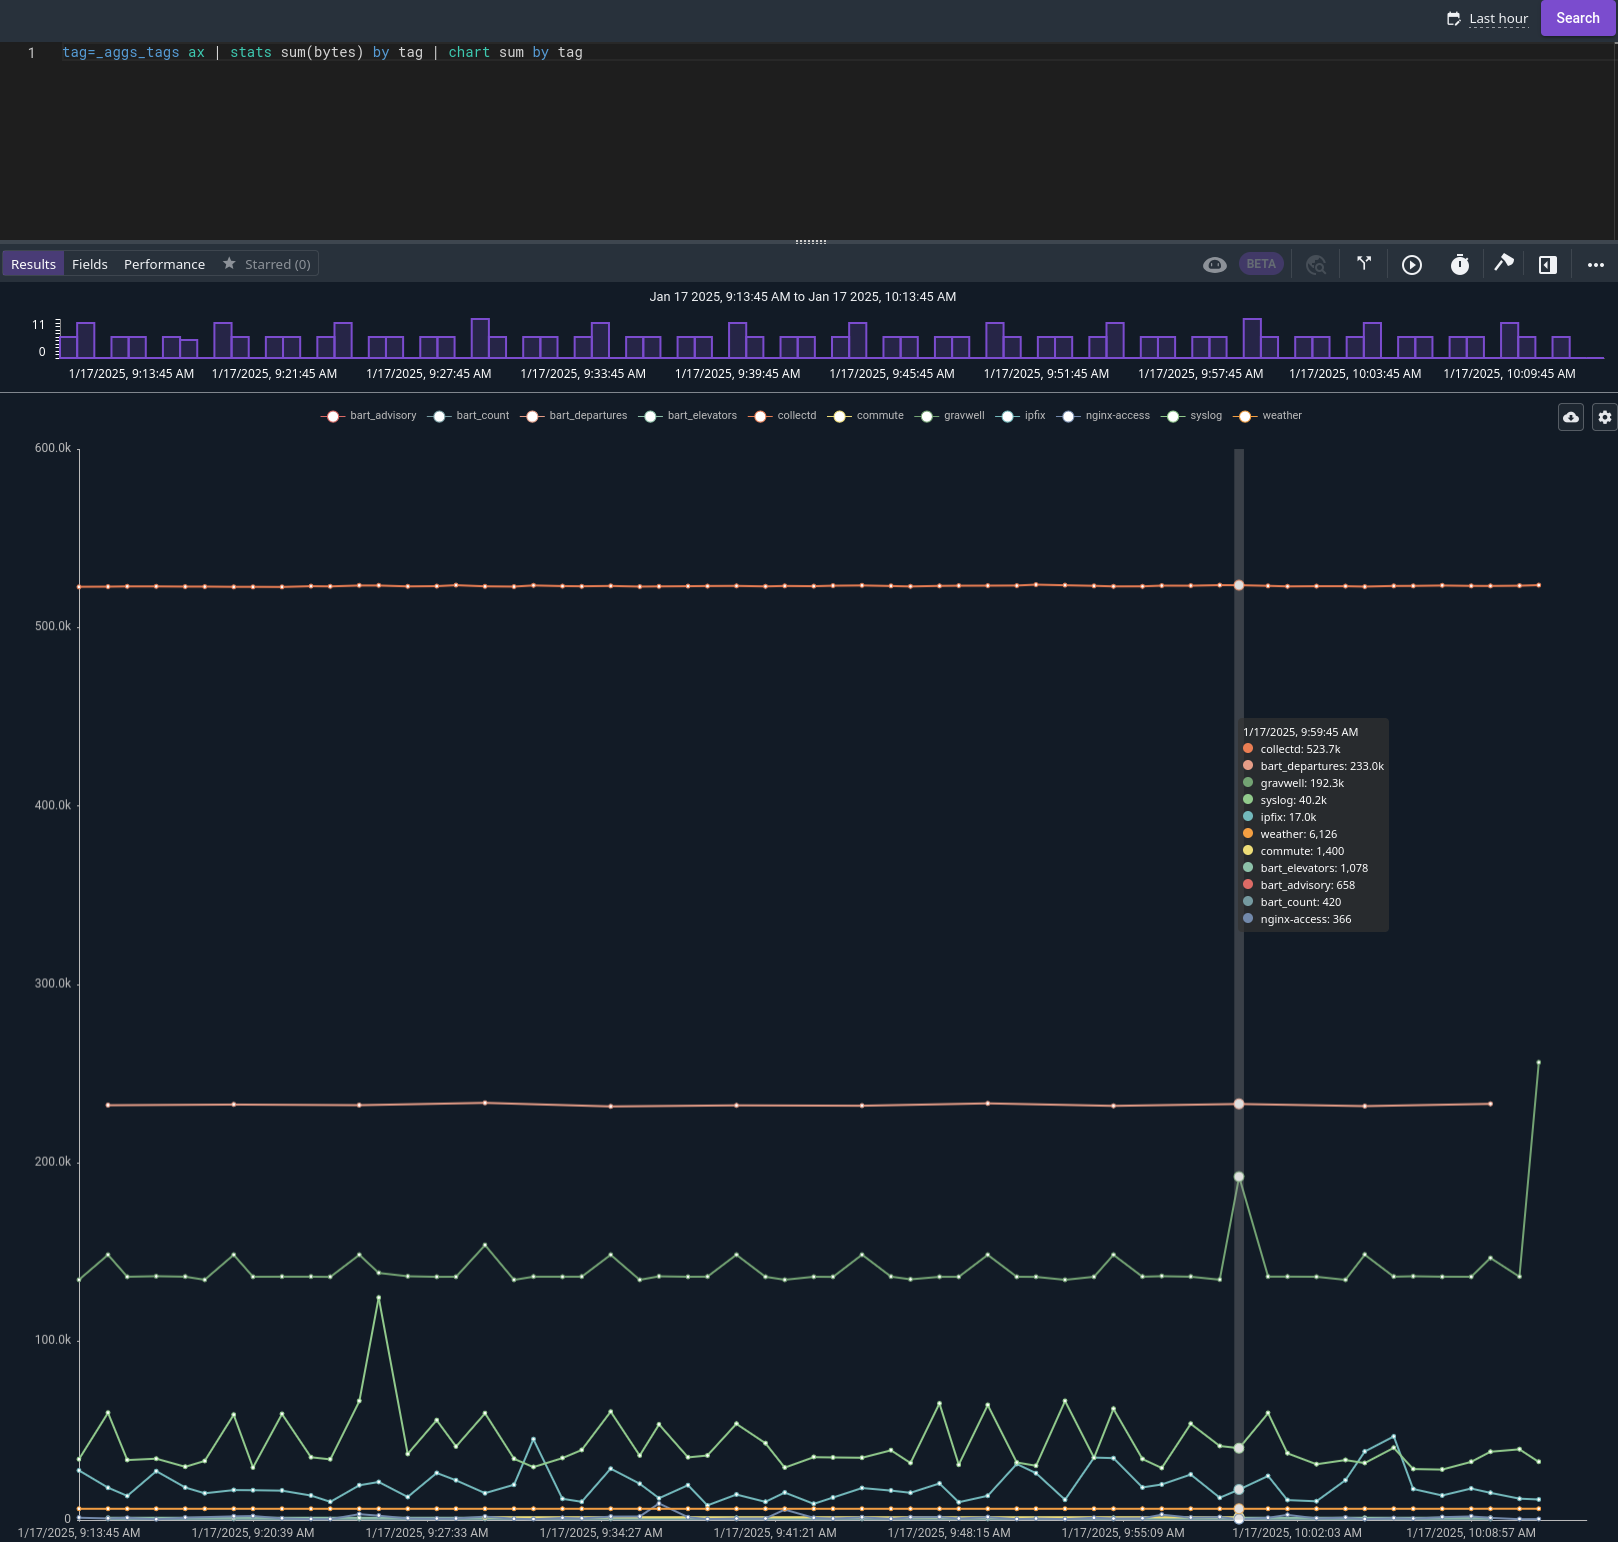 Last hour Search
1 tag=_aggs_tags ax | stats sum(bytes) by tag | chart sum by tag
Results Fields Performance Starred (0) BETA
Jan 17 2025, 9:13:45 AM to Jan 17 2025, 10:13:45 AM
11
0
1/17/2025, 9:13:45 AM 1/17/2025, 9:21:45 AM 1/17/2025, 9:27:45 AM 1/17/2025, 9:33:45 AM 1/17/2025, 9:39:45 AM 1/17/2025, 9:45:45 AM 1/17/2025, 9:51:45 AM 1/17/2025, 9:57:45 AM 1/17/2025, 10:03:45 AM 1/17/2025, 10:09:45 AM
bart_advisory bart_count bart_departures bart_elevators collectd commute gravwell ipfix nginx-access syslog weather
600.0k
500.0k
400.0k
300.0k
200.0k
100.0k
0
1/17/2025, 9:59:45 AM
collectd: 523.7k
bart_departures: 233.0k
gravwell: 192.3k
syslog: 40.2k
ipfix: 17.0k
weather: 6,126
commute: 1,400
bart_elevators: 1,078
bart_advisory: 658
bart_count: 420
nginx-access: 366
1/17/2025, 9:13:45 AM 1/17/2025, 9:20:39 AM 1/17/2025, 9:27:33 AM 1/17/2025, 9:34:27 AM 1/17/2025, 9:41:21 AM 1/17/2025, 9:48:15 AM 1/17/2025, 9:55:09 AM 1/17/2025, 10:02:03 AM 1/17/2025, 10:08:57 AM